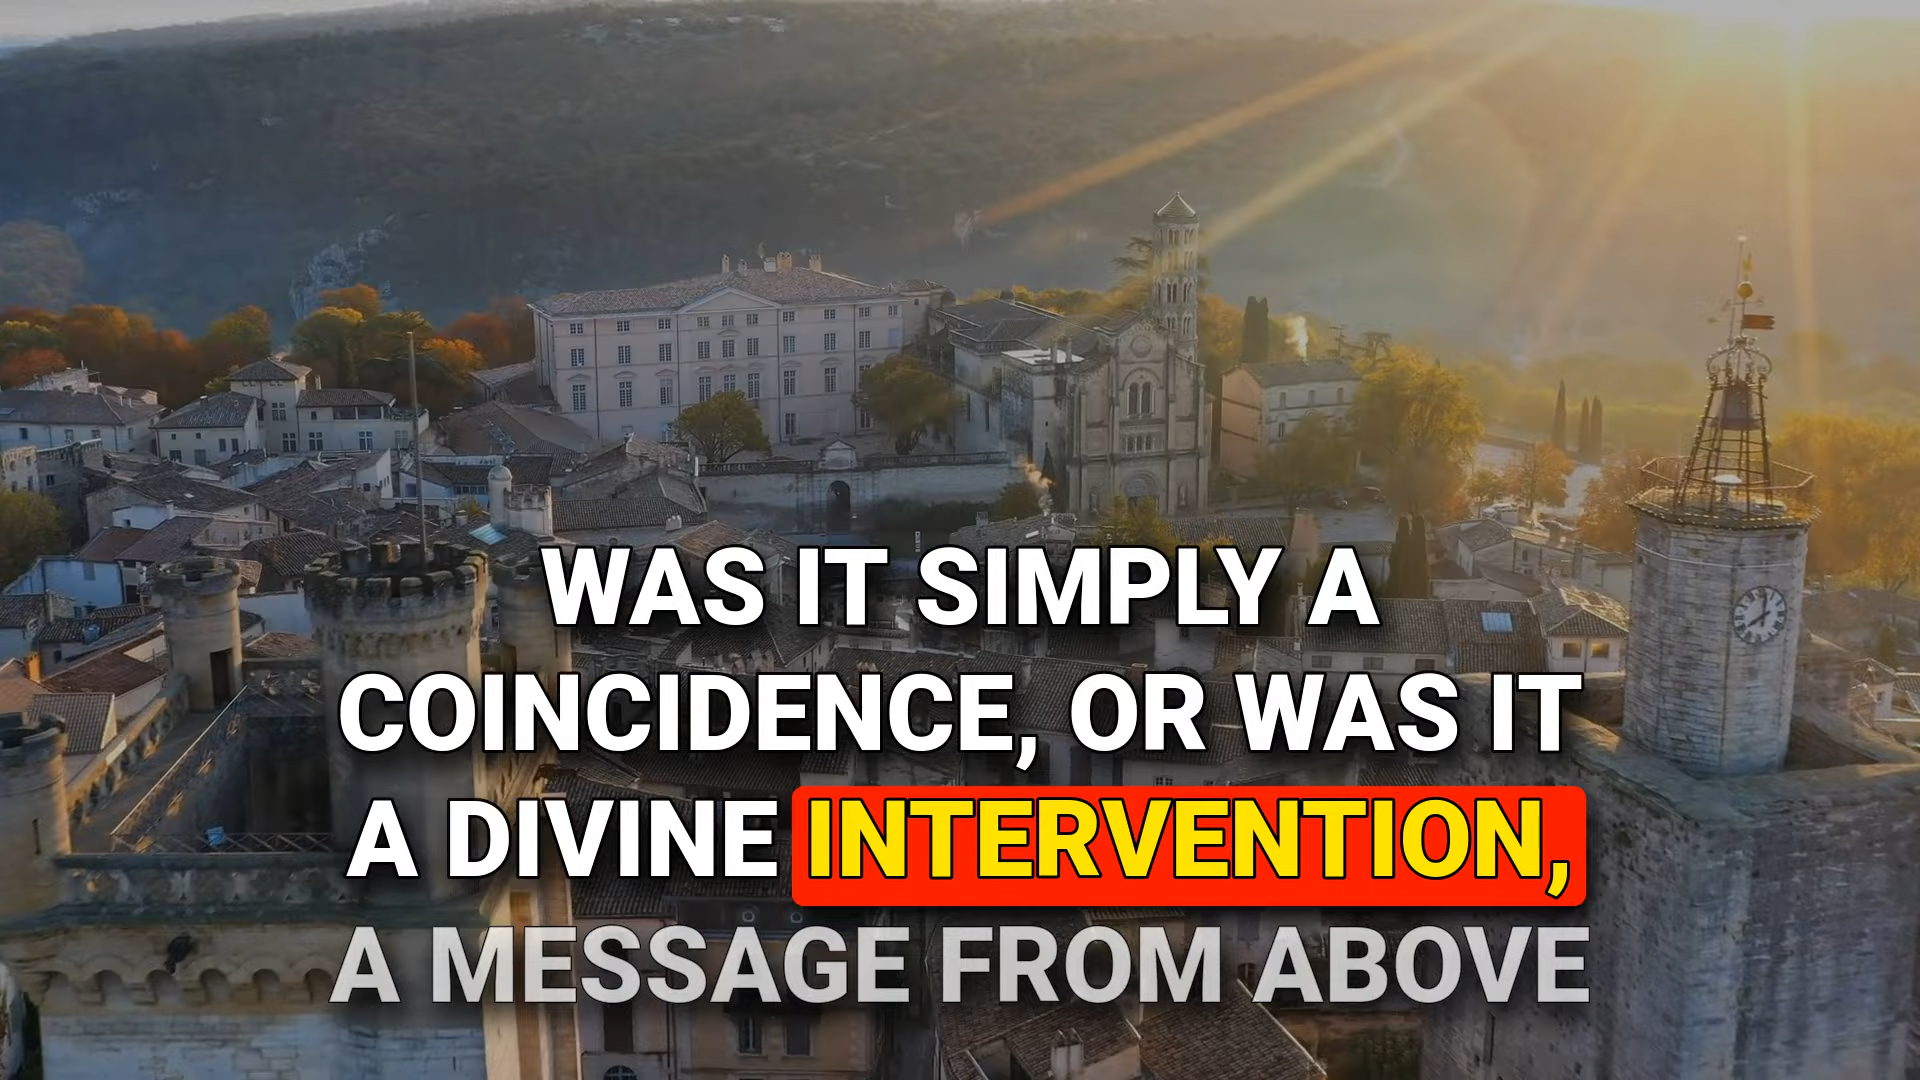 WAS IT SIMPLY A
COINCIDENCE, OR WAS IT
A DIVINE INTERVENTION,
A MESSAGE FROM ABOVE